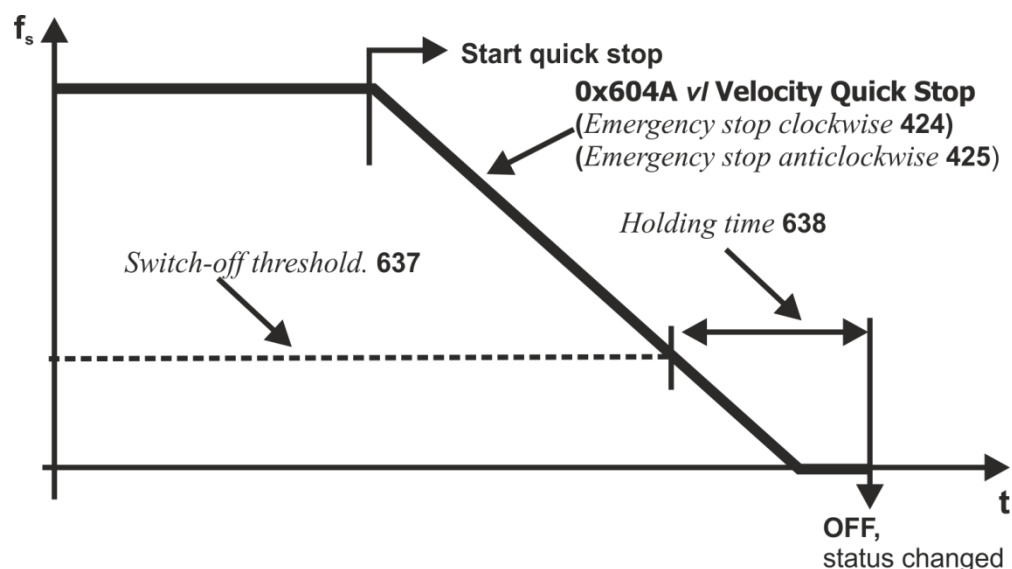 fs
Start quick stop
0x604A vl Velocity Quick Stop
(Emergency stop clockwise 424)
(Emergency stop anticlockwise 425)
Holding time 638
Switch-off threshold. 637
t
OFF,
status changed